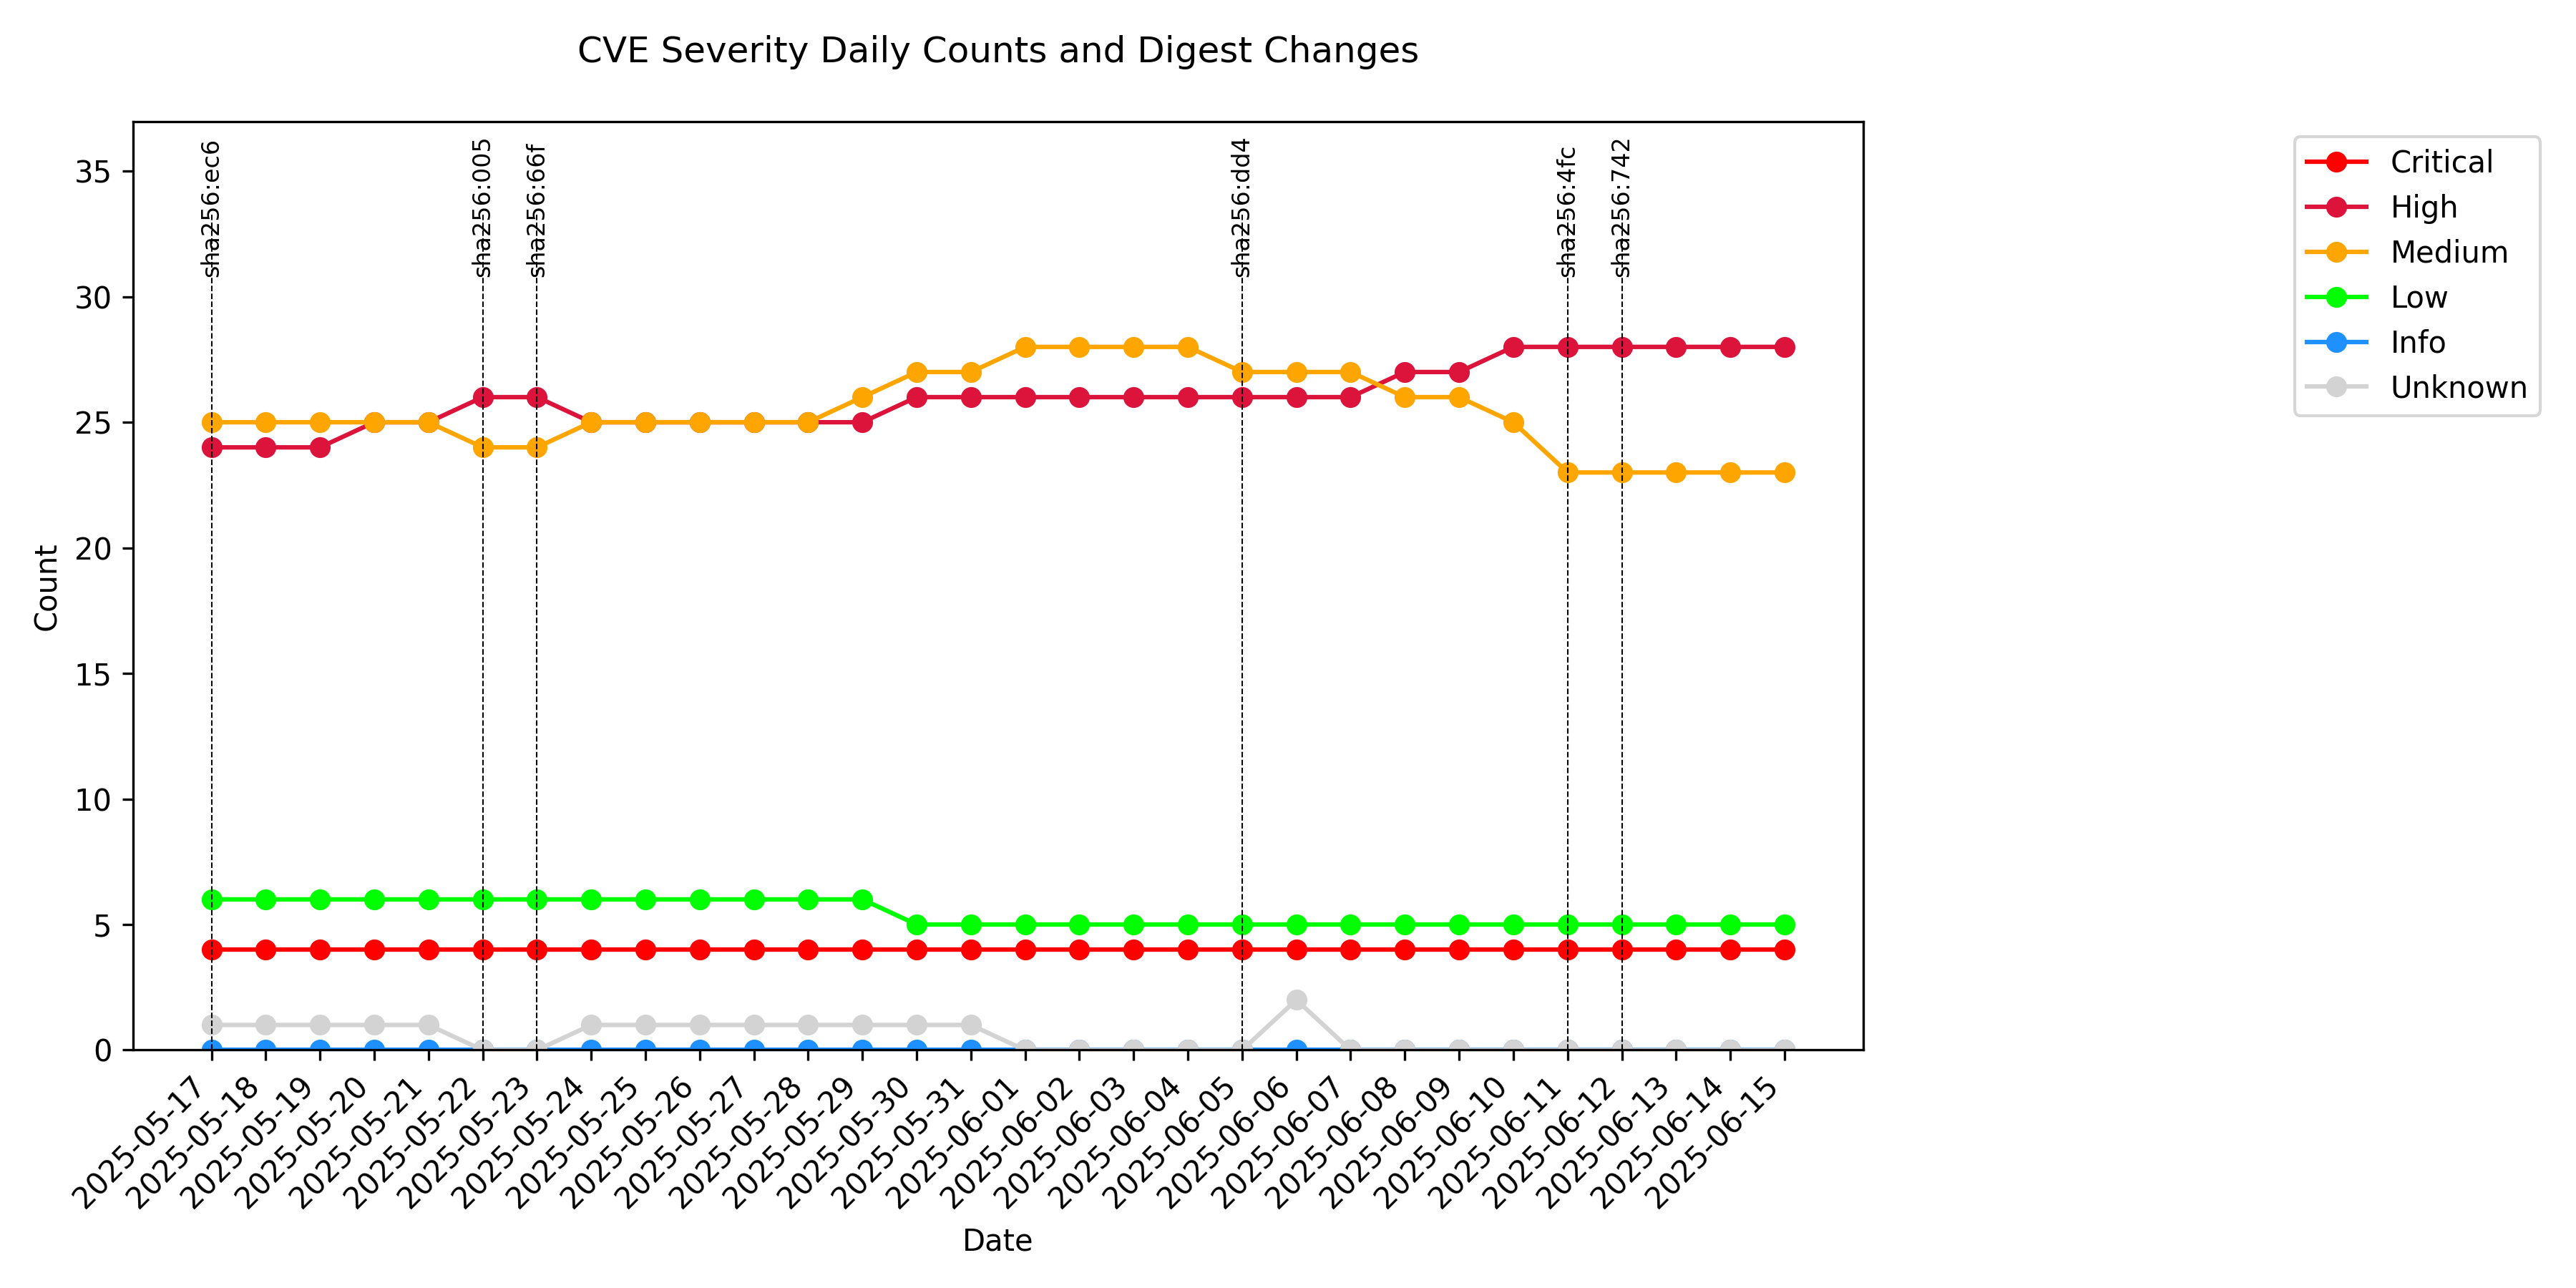 CVE Severity Daily Counts and Digest Changes
sha256:ec6
sha256:005
sha256:66f
sha256:dd4
sha256:4fc
sha256:742
Critical
High
Medium
Low
Info
Unknown
35
30
25
20
15
10
5
0
Count
2025-05-17
2025-05-18
2025-05-19
2025-05-20
2025-05-21
2025-05-22
2025-05-23
2025-05-24
2025-05-25
2025-05-26
2025-05-27
2025-05-28
2025-05-29
2025-05-30
2025-05-31
2025-06-01
2025-06-02
2025-06-03
2025-06-04
2025-06-05
2025-06-06
2025-06-07
2025-06-08
2025-06-09
2025-06-10
2025-06-11
2025-06-12
2025-06-13
2025-06-14
2025-06-15
Date